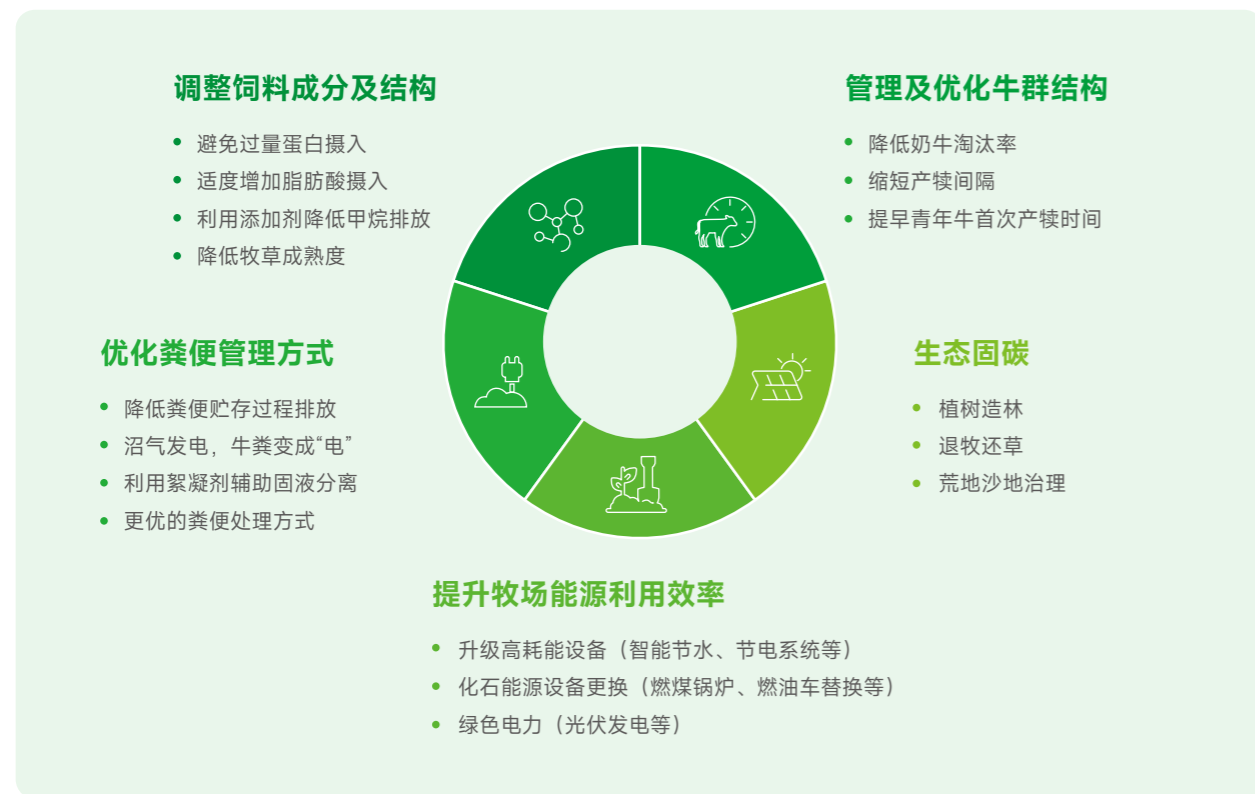 调整饲料成分及结构
避免过量蛋白摄入
适度增加脂肪酸摄入
利用添加剂降低甲烷排放
降低牧草成熟度
管理及优化牛群结构
降低奶牛淘汰率
缩短产犊间隔
提早青年牛首次产犊时间
优化粪便管理方式
降低粪便贮存过程排放
沼气发电，牛粪变成“电”
利用絮凝剂辅助固液分离
更优的粪便处理方式
生态固碳
植树造林
退牧还草
荒地沙地治理
提升牧场能源利用效率
升级高耗能设备（智能节水、节电系统等）
化石能源设备更换（燃煤锅炉、燃油车替换等）
绿色电力（光伏发电等）